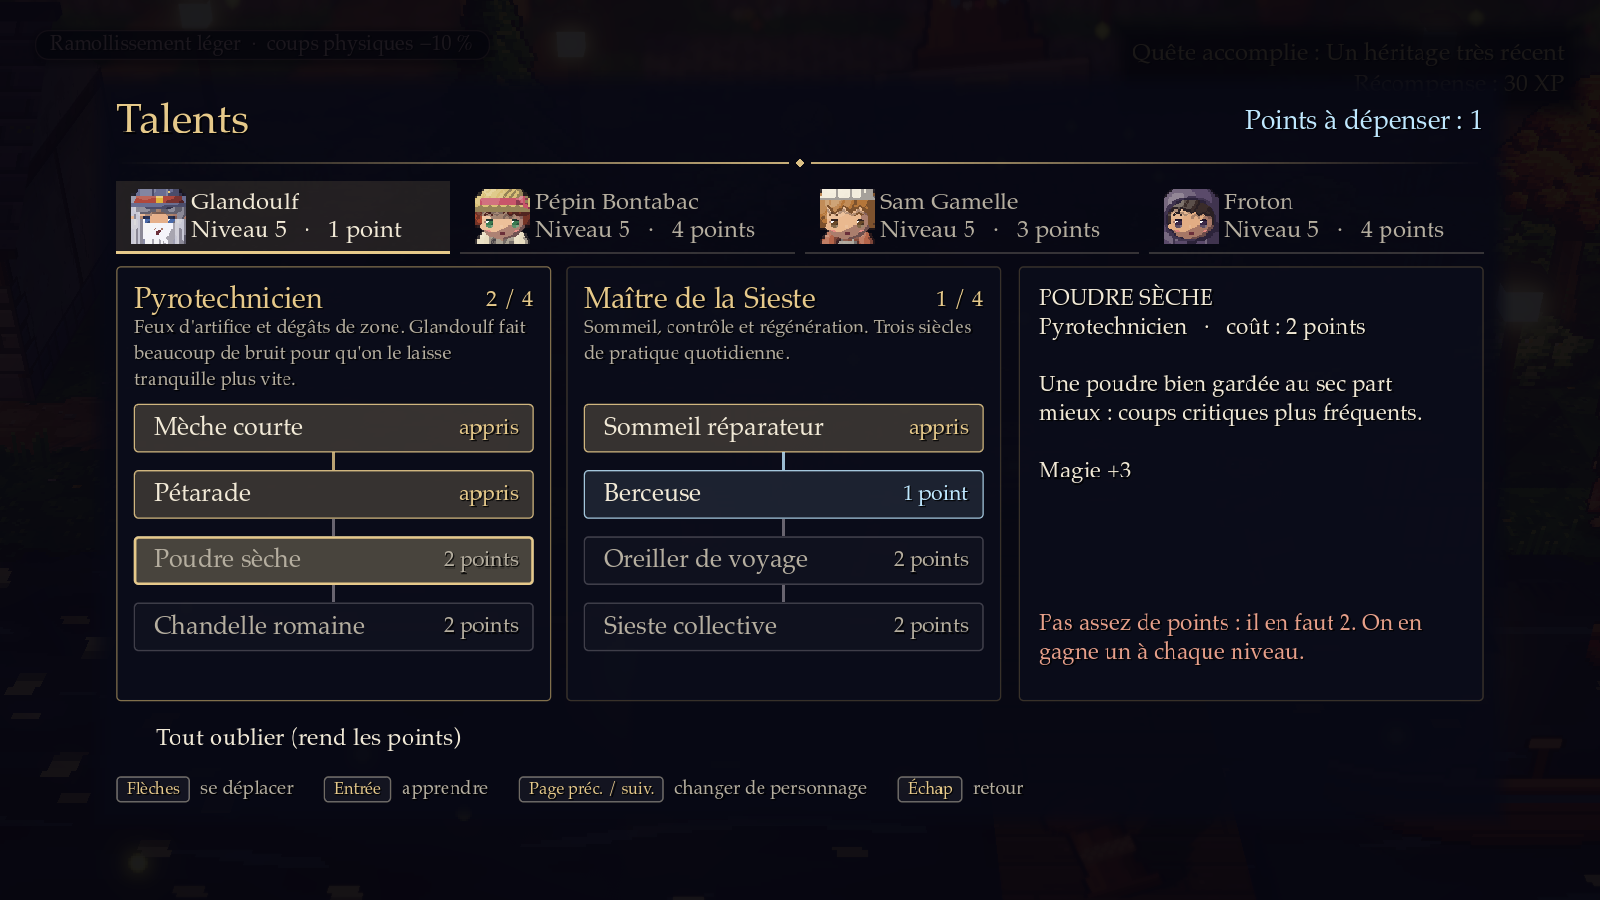 Ramollissement léger · coups physiques −10 %
Quête accomplie : Un héritage très récent
Récompense : 30 XP
Talents
Points à dépenser : 1
Glandoulf
Niveau 5 · 1 point
Pépin Bontabac
Niveau 5 · 4 points
Sam Gamelle
Niveau 5 · 3 points
Froton
Niveau 5 · 4 points
Pyrotechnicien 2 / 4
Feux d'artifice et dégâts de zone. Glandoulf fait
beaucoup de bruit pour qu'on le laisse
tranquille plus vite.
Mèche courte appris
Pétarade appris
Poudre sèche 2 points
Chandelle romaine 2 points
Maître de la Sieste 1 / 4
Sommeil, contrôle et régénération. Trois siècles
de pratique quotidienne.
Sommeil réparateur appris
Berceuse 1 point
Oreiller de voyage 2 points
Sieste collective 2 points
POUDRE SÈCHE
Pyrotechnicien · coût : 2 points
Une poudre bien gardée au sec part
mieux : coups critiques plus fréquents.
Magie +3
Pas assez de points : il en faut 2. On en
gagne un à chaque niveau.
Tout oublier (rend les points)
Flèches se déplacer Entrée apprendre Page préc. / suiv. changer de personnage Échap retour